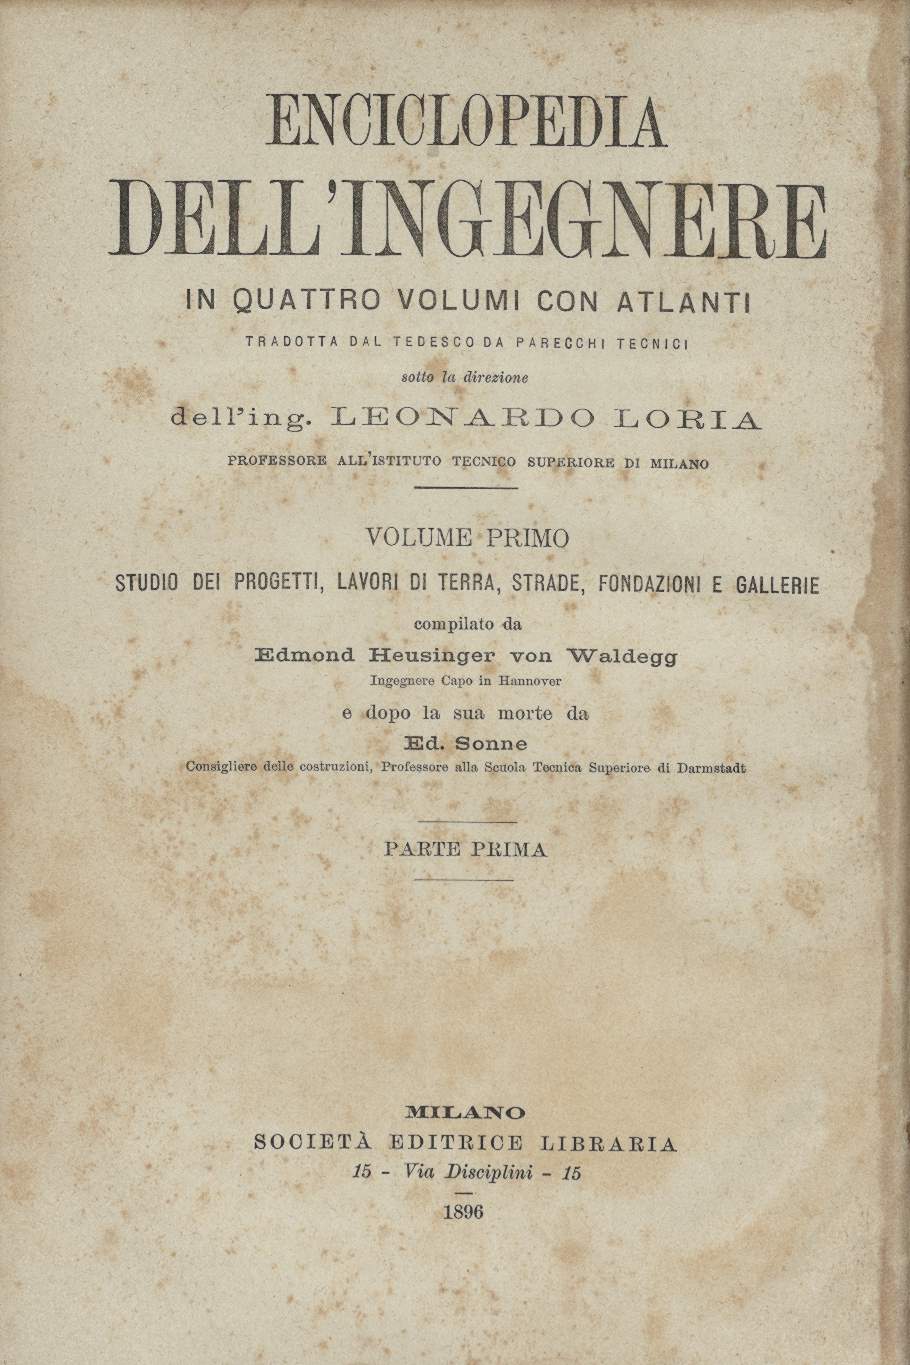 ENCICLOPEDIA
DELL'INGEGNERE
IN QUATTRO VOLUMI CON ATLANTI
TRADOTTA DAL TEDESCO DA PARECCHI TECNICI
sotto la direzione
dell'ing. LEONARDO LORIA
PROFESSORE ALL'ISTITUTO TECNICO SUPERIORE DI MILANO
VOLUME PRIMO
STUDIO DEI PROGETTI, LAVORI DI TERRA, STRADE, FONDAZIONI E GALLERIE
compilato da
Edmond Heusinger von Waldegg
Ingegnere Capo in Hannover
e dopo la sua morte da
Ed. Sonne
Consigliere delle costruzioni, Professore alla Scuola Tecnica Superiore di Darmstadt
PARTE PRIMA
MILANO
SOCIETÀ EDITRICE LIBRARIA
15 - Via Disciplini - 15
1896